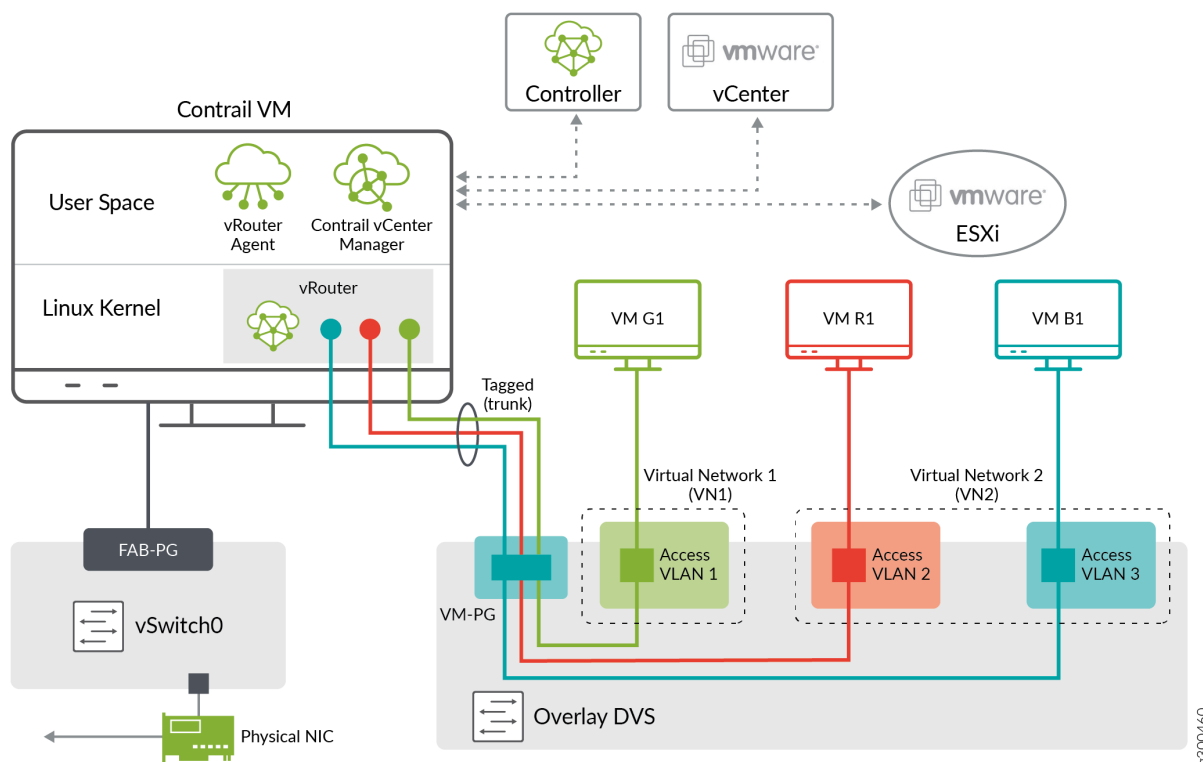 Controller
vmware®
vCenter
Contrail VM
User Space
vRouter
Agent
Contrail vCenter
Manager
vmware®
ESXi
Linux Kernel
vRouter
VM G1
VM R1
VM B1
Tagged
(trunk)
Virtual Network 1
(VN1)
Virtual Network 2
(VN2)
FAB-PG
Access
VLAN 1
Access
VLAN 2
Access
VLAN 3
VM-PG
vSwitch0
Overlay DVS
Physical NIC
g300460